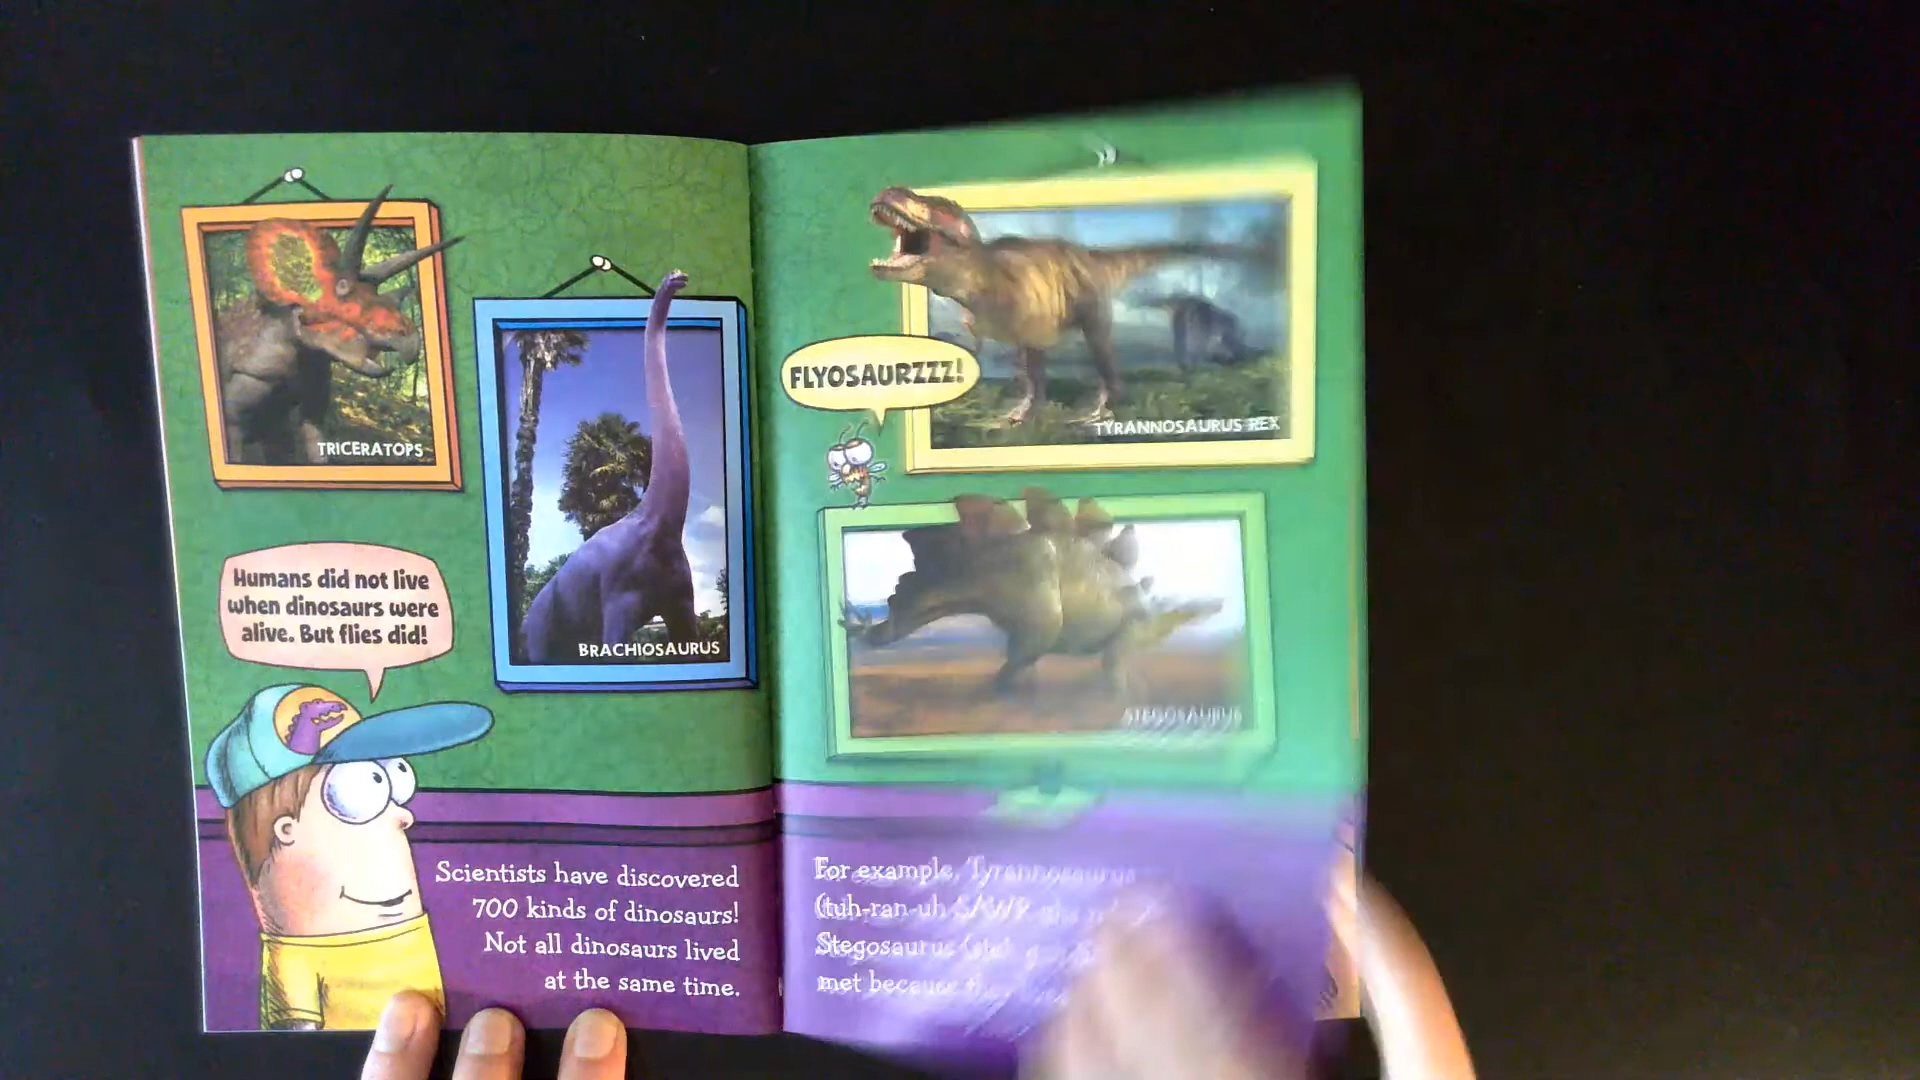 TRICERATOPS
BRACHIOSAURUS
Humans did not live
when dinosaurs were
alive. But flies did!
Scientists have discovered
700 kinds of dinosaurs!
Not all dinosaurs lived
at the same time.
TYRANNOSAURUS REX
FLYOSAURZZZ!
STEGOSAURUS
For example, Tyrannosaurus
(tuh-ran-uh
Stegosaurus
met because